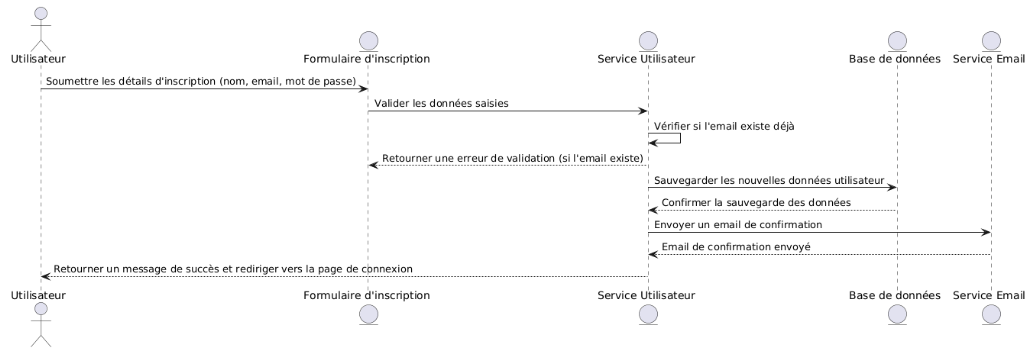 Utilisateur Formulaire d'inscription Service Utilisateur Base de données Service Email
Soumettre les détails d'inscription (nom, email, mot de passe)
Valider les données saisies
Vérifier si l'email existe déjà
Retourner une erreur de validation (si l'email existe)
Sauvegarder les nouvelles données utilisateur
Confirmer la sauvegarde des données
Envoyer un email de confirmation
Email de confirmation envoyé
Retourner un message de succès et rediriger vers la page de connexion
Utilisateur Formulaire d'inscription Service Utilisateur Base de données Service Email